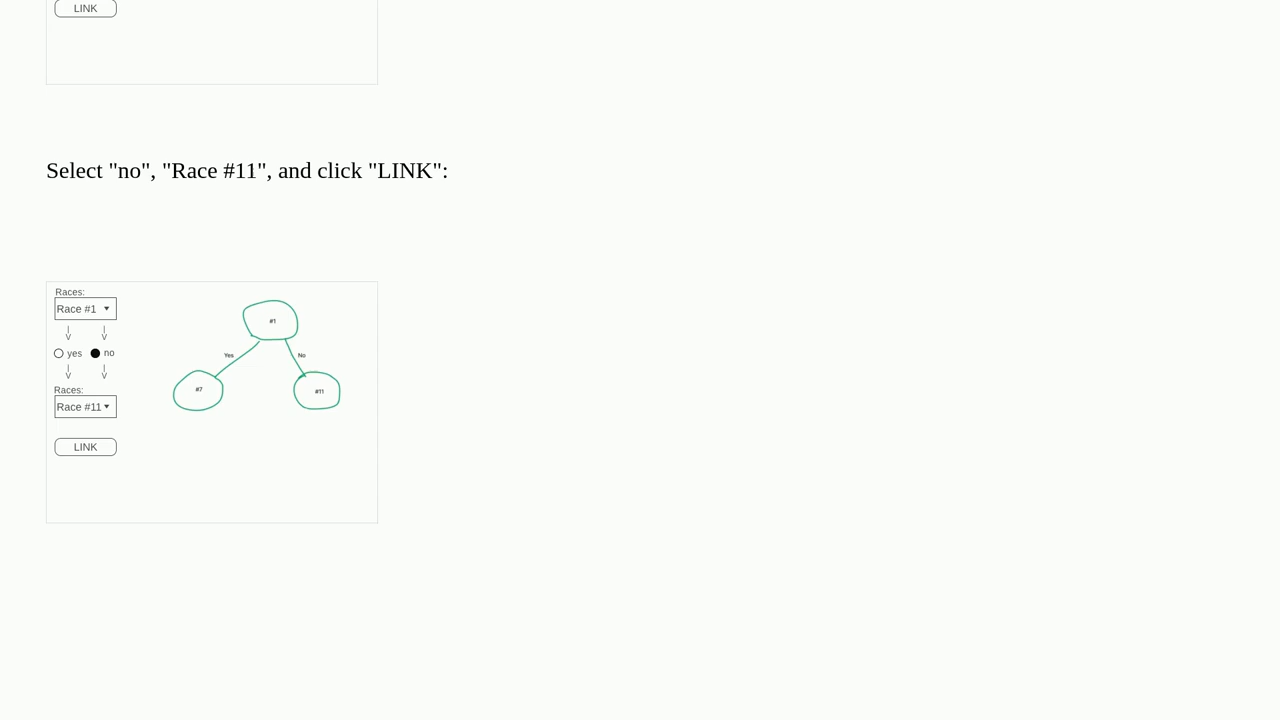 LINK
Select "no", "Race #11", and click "LINK":
Races:
Race #1
yes no
Races:
Race #11
LINK
#1
Yes No
#7 #11